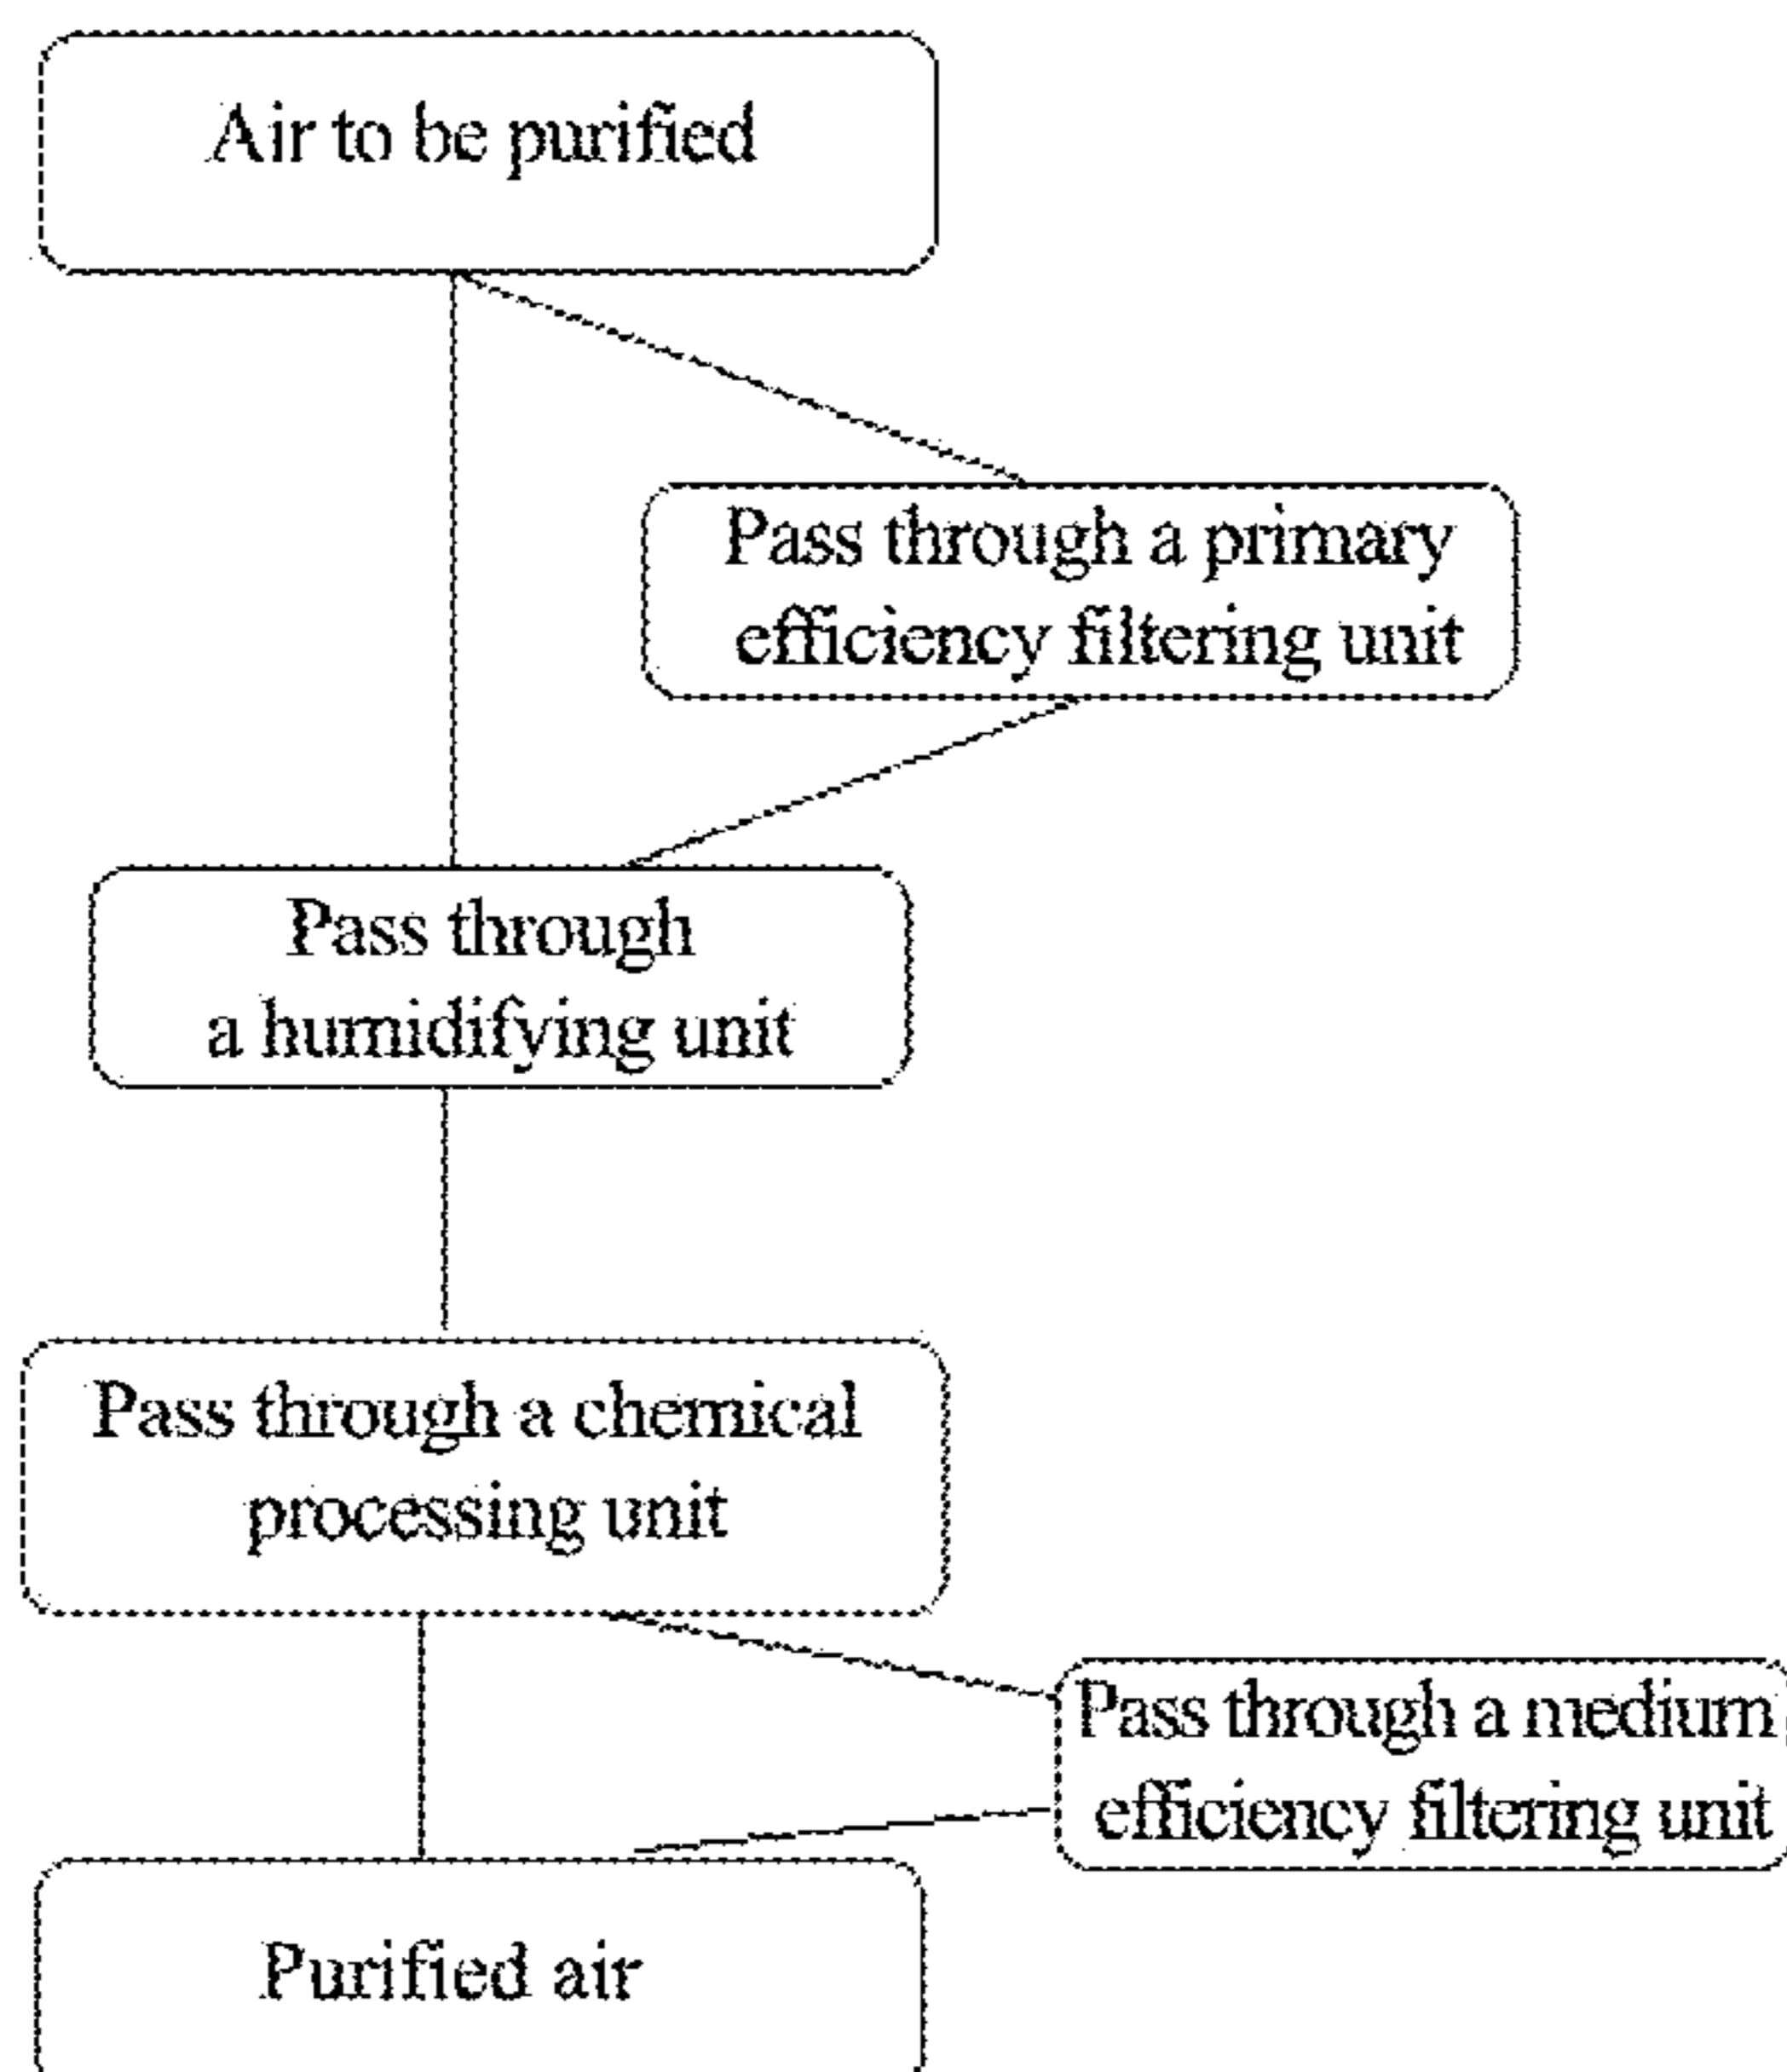 Air to be purified
Pass through a primary
efficiency filtering unit
Pass through
a humidifying unit
Pass through a chemical
processing unit
Pass through a medium
efficiency filtering unit
Purified air